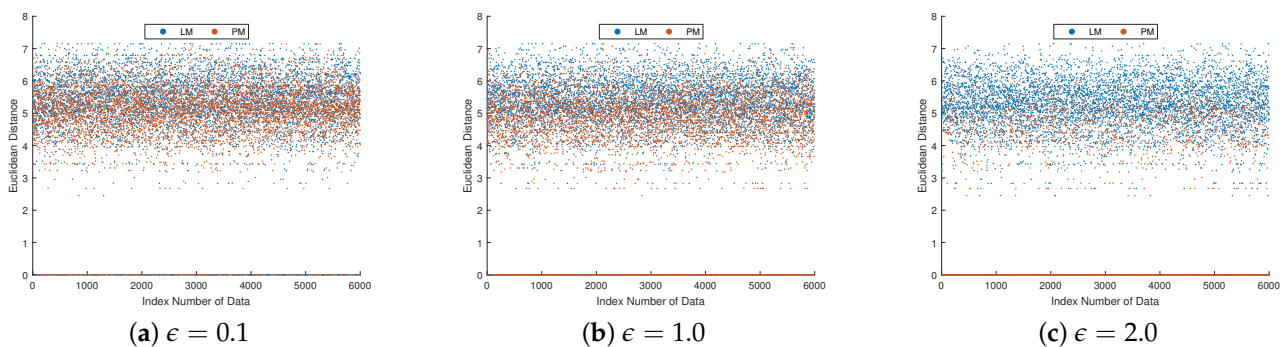 8
7
6
5
4
3
2
1
0
Euclidean Distance
LM PM
0 1000 2000 3000 4000 5000 6000
Index Number of Data
(a) ϵ = 0.1
8
7
6
5
4
3
2
1
0
Euclidean Distance
LM PM
0 1000 2000 3000 4000 5000 6000
Index Number of Data
(b) ϵ = 1.0
8
7
6
5
4
3
2
1
0
Euclidean Distance
LM PM
0 1000 2000 3000 4000 5000 6000
Index Number of Data
(c) ϵ = 2.0